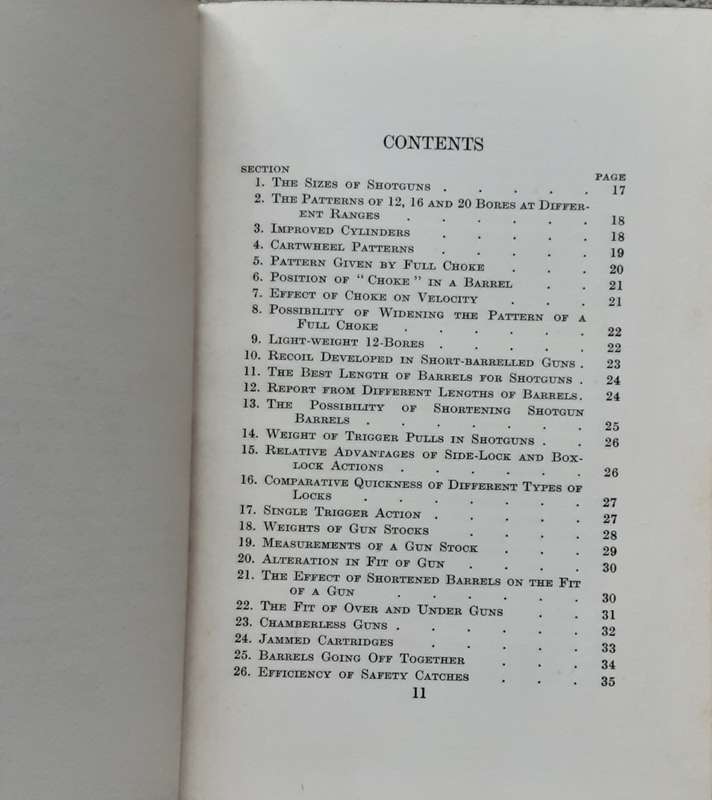 CONTENTS
SECTION PAGE
1. The Sizes of Shotguns . . . . . 17
2. The Patterns of 12, 16 and 20 Bores at Differ-
ent Ranges . . . . . . 18
3. Improved Cylinders . . . . . 18
4. Cartwheel Patterns . . . . . 19
5. Pattern Given by Full Choke . . . 20
6. Position of "Choke" in a Barrel . . 21
7. Effect of Choke on Velocity . . . 21
8. Possibility of Widening the Pattern of a
Full Choke . . . . . . 22
9. Light-weight 12-Bores . . . . . 22
10. Recoil Developed in Short-barrelled Guns . 23
11. The Best Length of Barrels for Shotguns . 24
12. Report from Different Lengths of Barrels. 24
13. The Possibility of Shortening Shotgun
Barrels . . . . . . . 25
14. Weight of Trigger Pulls in Shotguns . . 26
15. Relative Advantages of Side-Lock and Box-
lock Actions . . . . . . 26
16. Comparative Quickness of Different Types of
Locks . . . . . . . 27
17. Single Trigger Action . . . . . 27
18. Weights of Gun Stocks . . . . 28
19. Measurements of a Gun Stock . . . 29
20. Alteration in Fit of Gun . . . . 30
21. The Effect of Shortened Barrels on the Fit
of a Gun . . . . . . 30
22. The Fit of Over and Under Guns . . 31
23. Chamberless Guns . . . . . . 32
24. Jammed Cartridges . . . . . 33
25. Barrels Going Off Together . . . 34
26. Efficiency of Safety Catches . . . 35
11